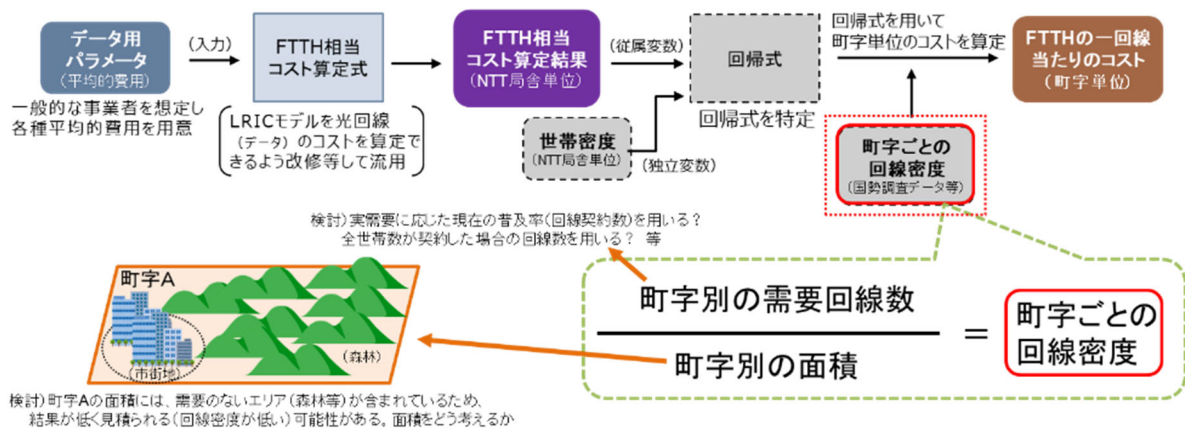 データ用
パラメータ
(平均的費用)
一般的な事業者を想定し
各種平均的費用を用意
(入力)
FTTH相当
コスト算定式
LRICモデルを光回線
(データ)のコストを算定で
きるよう改修等して流用
FTTH相当
コスト算定結果
(NTT局舎単位)
(従属変数)
世帯密度
(NTT局舎単位)
(独立変数)
回帰式
回帰式を特定
回帰式を用いて
町字単位のコストを算定
FTTHの一回線
当たりのコスト
(町字単位)
町字ごとの
回線密度
(国勢調査データ等)
検討)実需要に応じた現在の普及率(回線契約数)を用いる?
全世帯数が契約した場合の回線数を用いる? 等
町字別の需要回線数
町字別の面積
=
町字ごとの
回線密度
町字A
(市街地)
(森林)
検討)町字Aの面積には、需要のないエリア(森林等)が含まれているため、
結果が低く見積られる(回線密度が低い)可能性がある。面積をどう考えるか